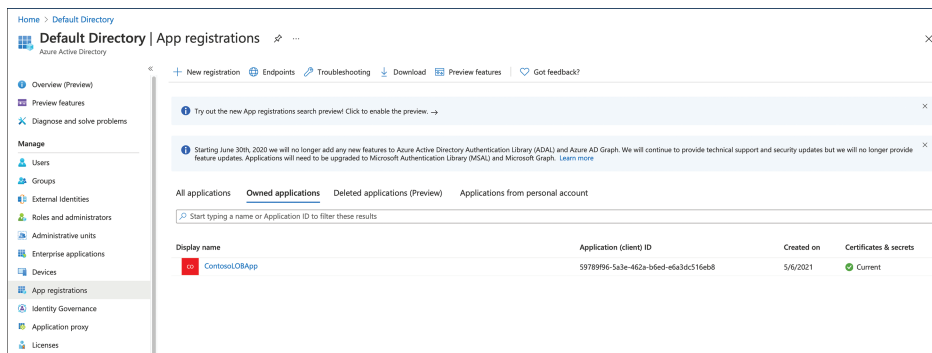 Home > Default Directory
Default Directory | App registrations
Azure Active Directory
Overview (Preview)
Preview features
Diagnose and solve problems
Manage
Users
Groups
External Identities
Roles and administrators
Administrative units
Enterprise applications
Devices
App registrations
Identity Governance
Application proxy
Licenses
New registration Endpoints Troubleshooting Download Preview features Got feedback?
Try out the new App registrations search preview! Click to enable the preview. →
Starting June 30th, 2020 we will no longer add any new features to Azure Active Directory Authentication Library (ADAL) and Azure AD Graph. We will continue to provide technical support and security updates but we will no longer provide
feature updates. Applications will need to be upgraded to Microsoft Authentication Library (MSAL) and Microsoft Graph. Learn more
All applications Owned applications Deleted applications (Preview) Applications from personal account
Start typing a name or Application ID to filter these results
Display name Application (client) ID Created on Certificates & secrets
CO ContosoLOBApp 59789f96-5a3e-462a-b6ed-e6a3dc516eb8 5/6/2021 Current